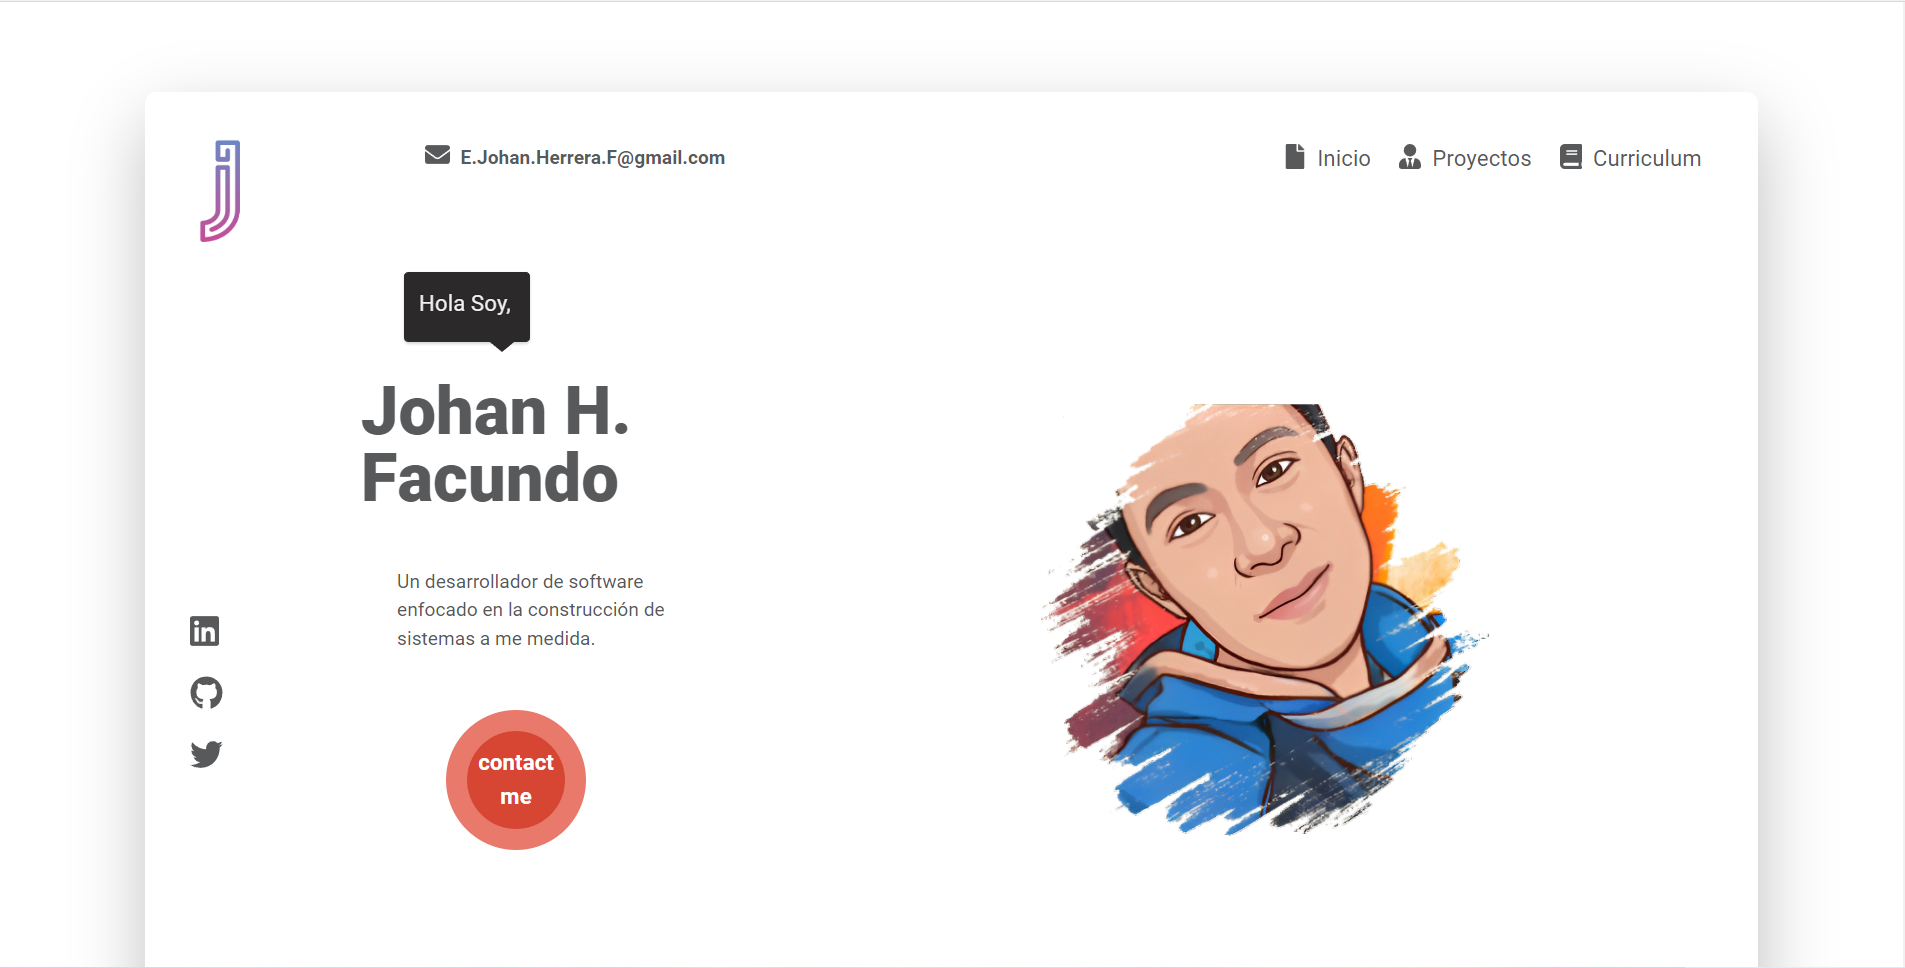 E.Johan.Herrera.F@gmail.com
Inicio
Proyectos
Curriculum
Hola Soy,
Johan H.
Facundo
Un desarrollador de software
enfocado en la construcción de
sistemas a me medida.
contact
me